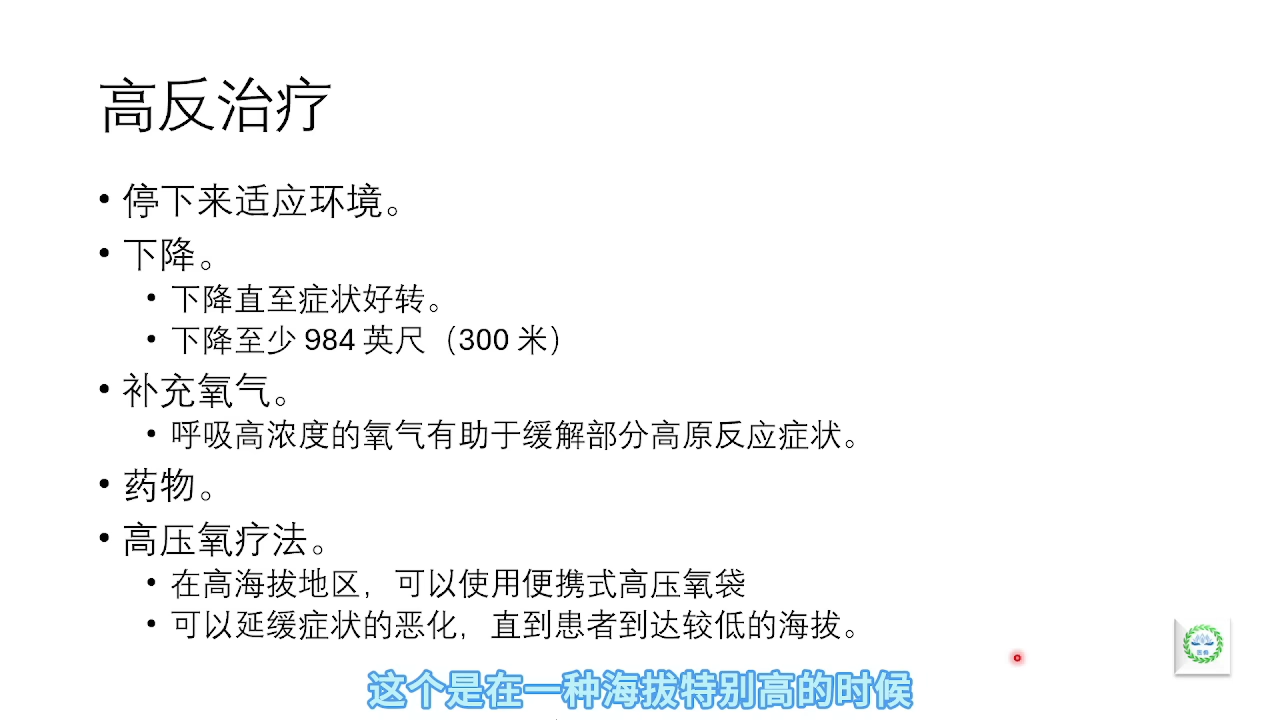 高反治疗
• 停下来适应环境。
• 下降。
• 下降直至症状好转。
• 下降至少 984 英尺（300 米）
• 补充氧气。
• 呼吸高浓度的氧气有助于缓解部分高原反应症状。
• 药物。
• 高压氧疗法。
• 在高海拔地区，可以使用便携式高压氧袋
• 可以延缓症状的恶化，直到患者到达较低的海拔。
这个是在一种海拔特别高的时候